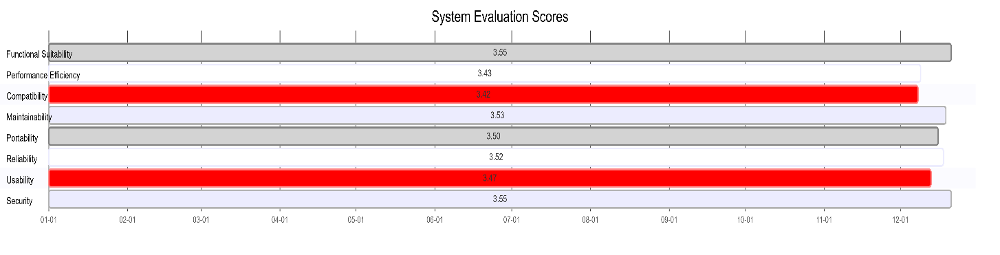 System Evaluation Scores
Functional Suitability 3.55
Performance Efficiency 3.43
Compatibility 3.42
Maintainability 3.53
Portability 3.50
Reliability 3.52
Usability 3.47
Security 3.55
01-01 02-01 03-01 04-01 05-01 06-01 07-01 08-01 09-01 10-01 11-01 12-01